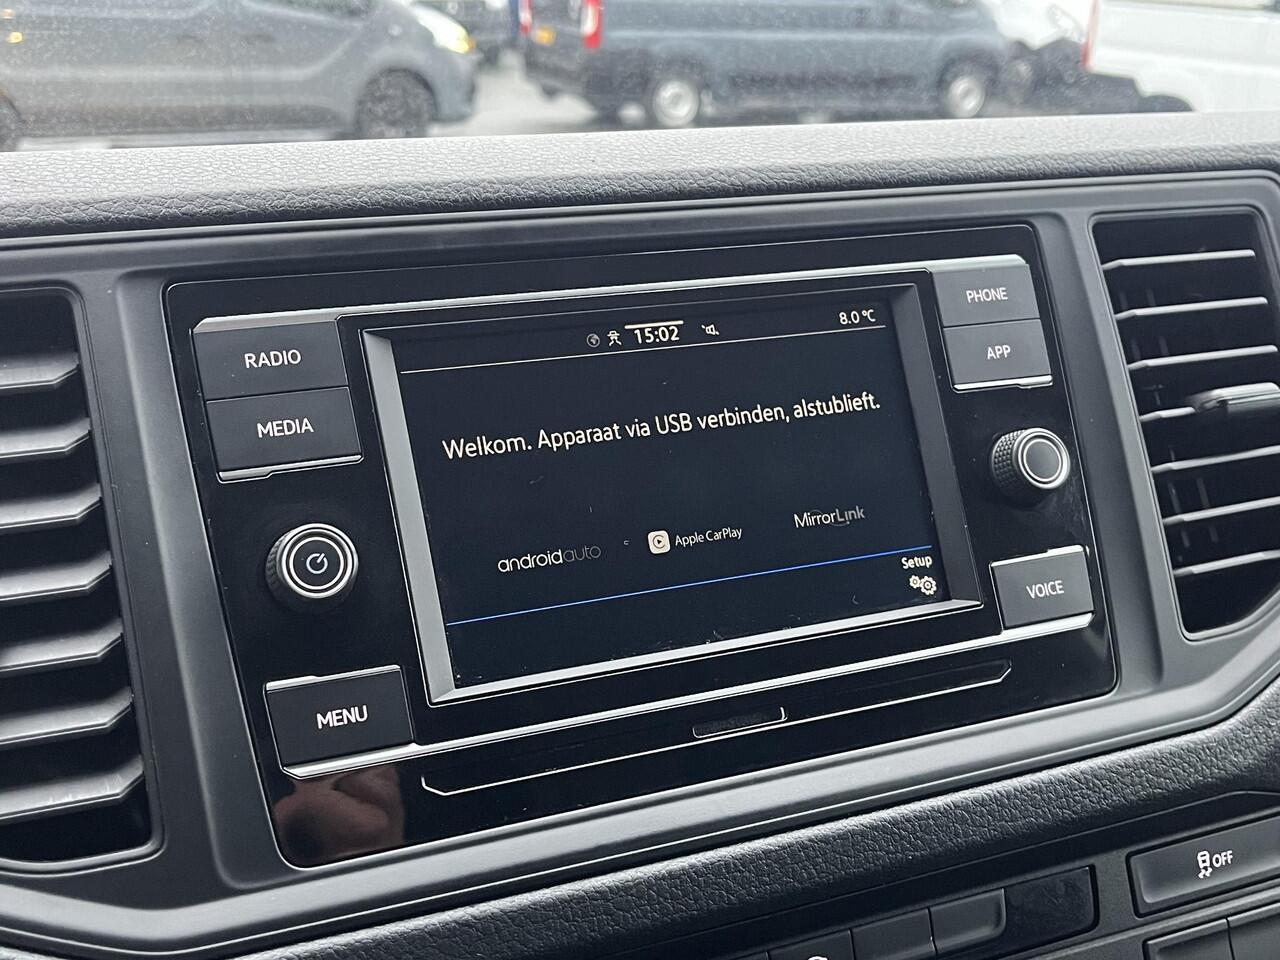 15:02
8.0°C
PHONE
RADIO
APP
MEDIA
Welkom. Apparaat via USB verbinden, alstublieft.
androidauto
Apple CarPlay
MirrorLink
Setup
VOICE
MENU
OFF